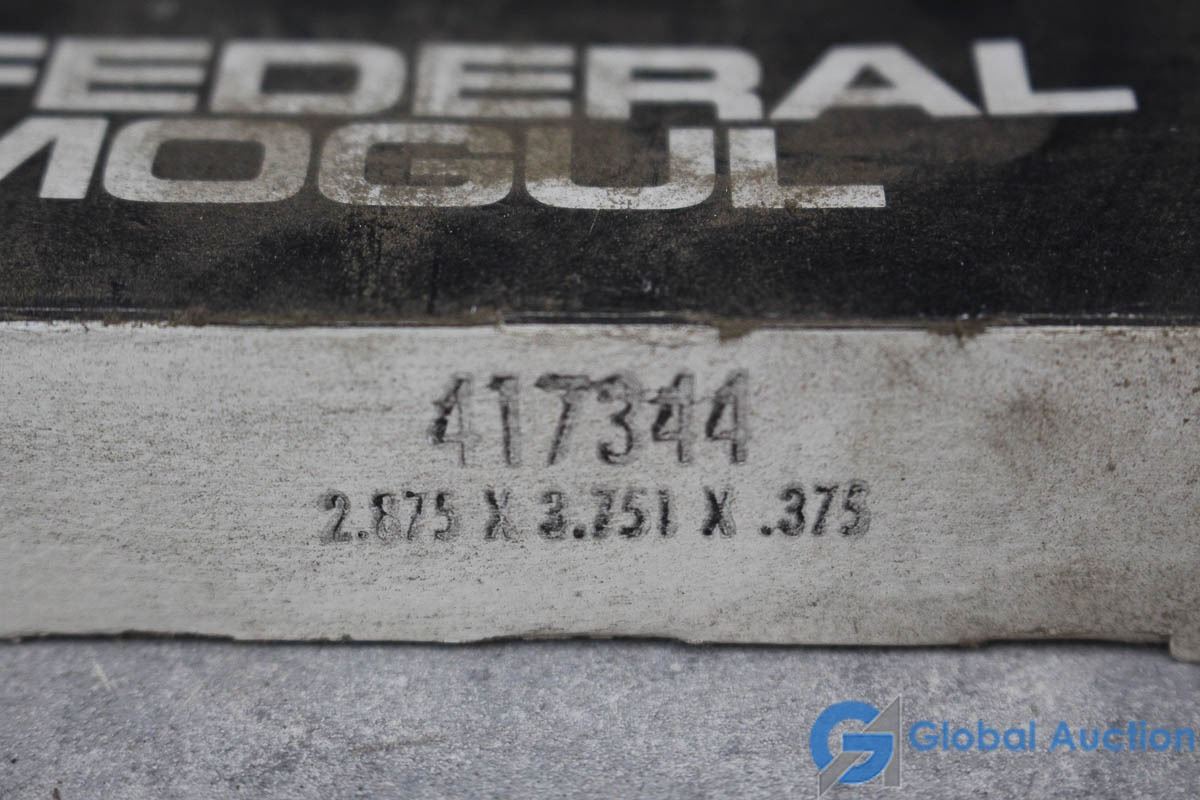 FEDERAL
MOGUL
417344
2.875 X 3.751 X .375
Global Auction